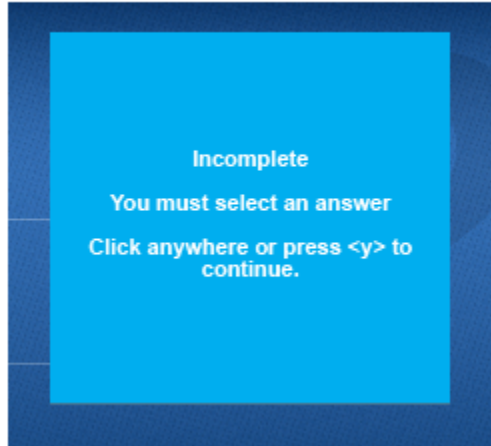 Incomplete
You must select an answer
Click anywhere or press <y> to
continue.